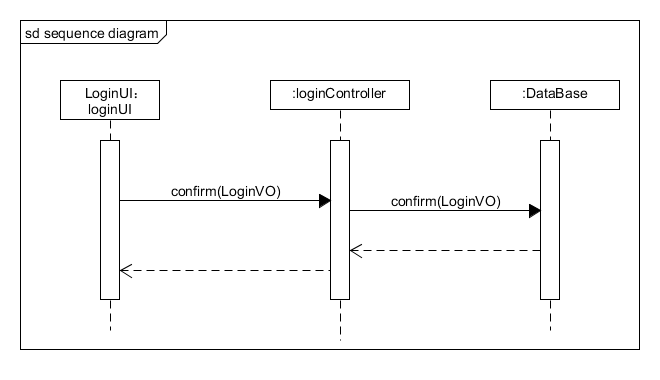 sd sequence diagram
LoginUI：
loginUI
:loginController
:DataBase
confirm(LoginVO)
confirm(LoginVO)